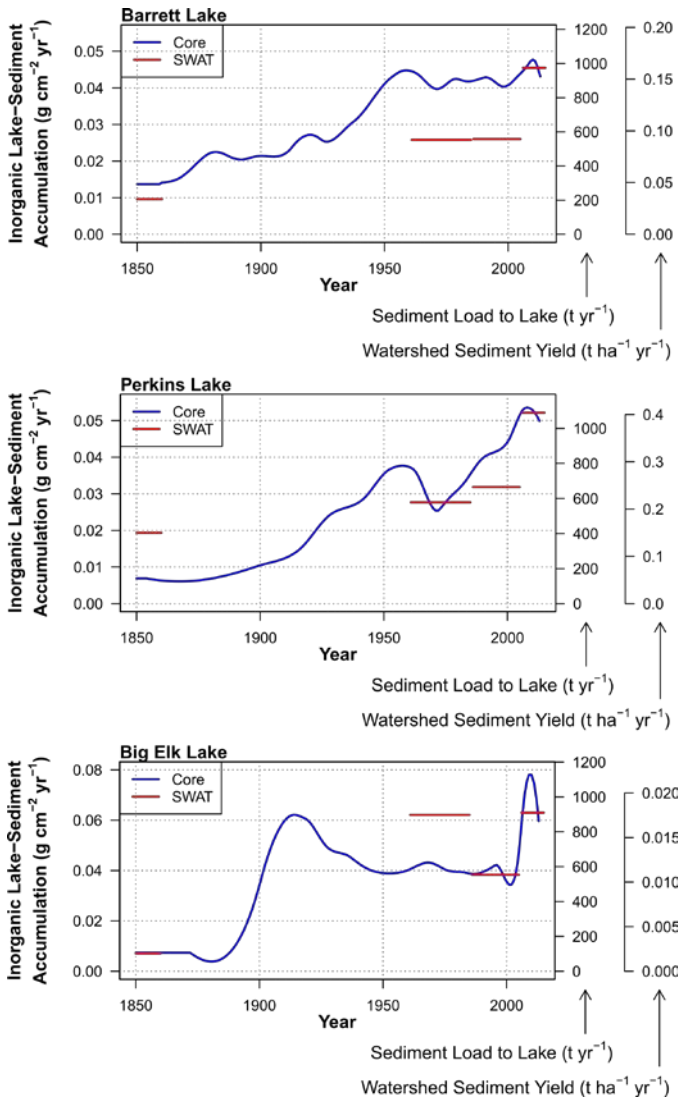 Barrett Lake
Core
SWAT
Inorganic Lake−Sediment
Accumulation (g cm⁻² yr⁻¹)
0.05
0.04
0.03
0.02
0.01
0.00
1200
1000
800
600
400
200
0
0.20
0.15
0.10
0.05
0.00
1850
1900
1950
2000
Year
Sediment Load to Lake (t yr⁻¹)
Watershed Sediment Yield (t ha⁻¹ yr⁻¹)
Perkins Lake
Core
SWAT
Inorganic Lake−Sediment
Accumulation (g cm⁻² yr⁻¹)
0.05
0.04
0.03
0.02
0.01
0.00
1000
800
600
400
200
0
0.4
0.3
0.2
0.1
0.0
1850
1900
1950
2000
Year
Sediment Load to Lake (t yr⁻¹)
Watershed Sediment Yield (t ha⁻¹ yr⁻¹)
Big Elk Lake
Core
SWAT
Inorganic Lake−Sediment
Accumulation (g cm⁻² yr⁻¹)
0.08
0.06
0.04
0.02
0.00
1200
1000
800
600
400
200
0
0.020
0.015
0.010
0.005
0.000
1850
1900
1950
2000
Year
Sediment Load to Lake (t yr⁻¹)
Watershed Sediment Yield (t ha⁻¹ yr⁻¹)